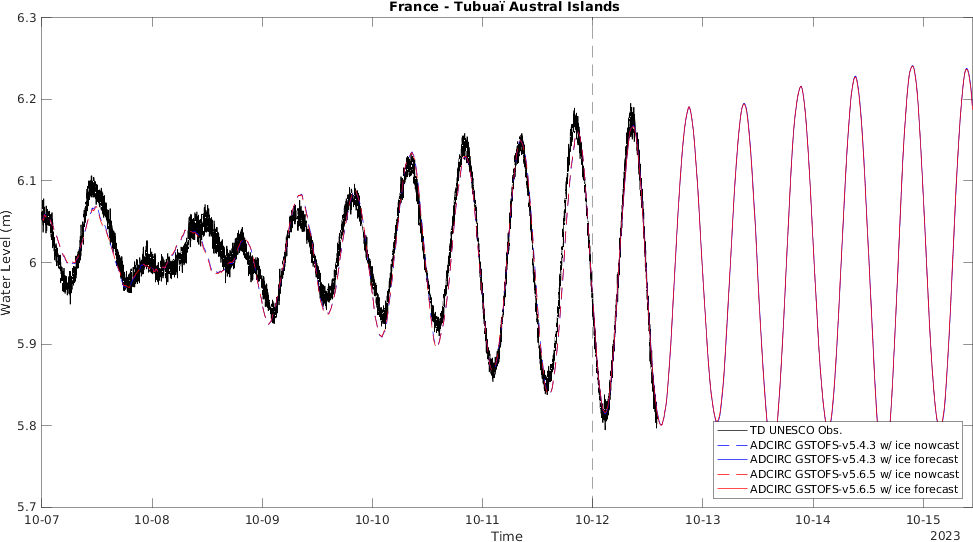 France - Tubuaï Austral Islands
6.3
6.2
6.1
6
5.9
5.8
5.7
Water Level (m)
10-07 10-08 10-09 10-10 10-11 10-12 10-13 10-14 10-15
Time
2023
TD UNESCO Obs.
ADCIRC GSTOFS-v5.4.3 w/ ice nowcast
ADCIRC GSTOFS-v5.4.3 w/ ice forecast
ADCIRC GSTOFS-v5.6.5 w/ ice nowcast
ADCIRC GSTOFS-v5.6.5 w/ ice forecast